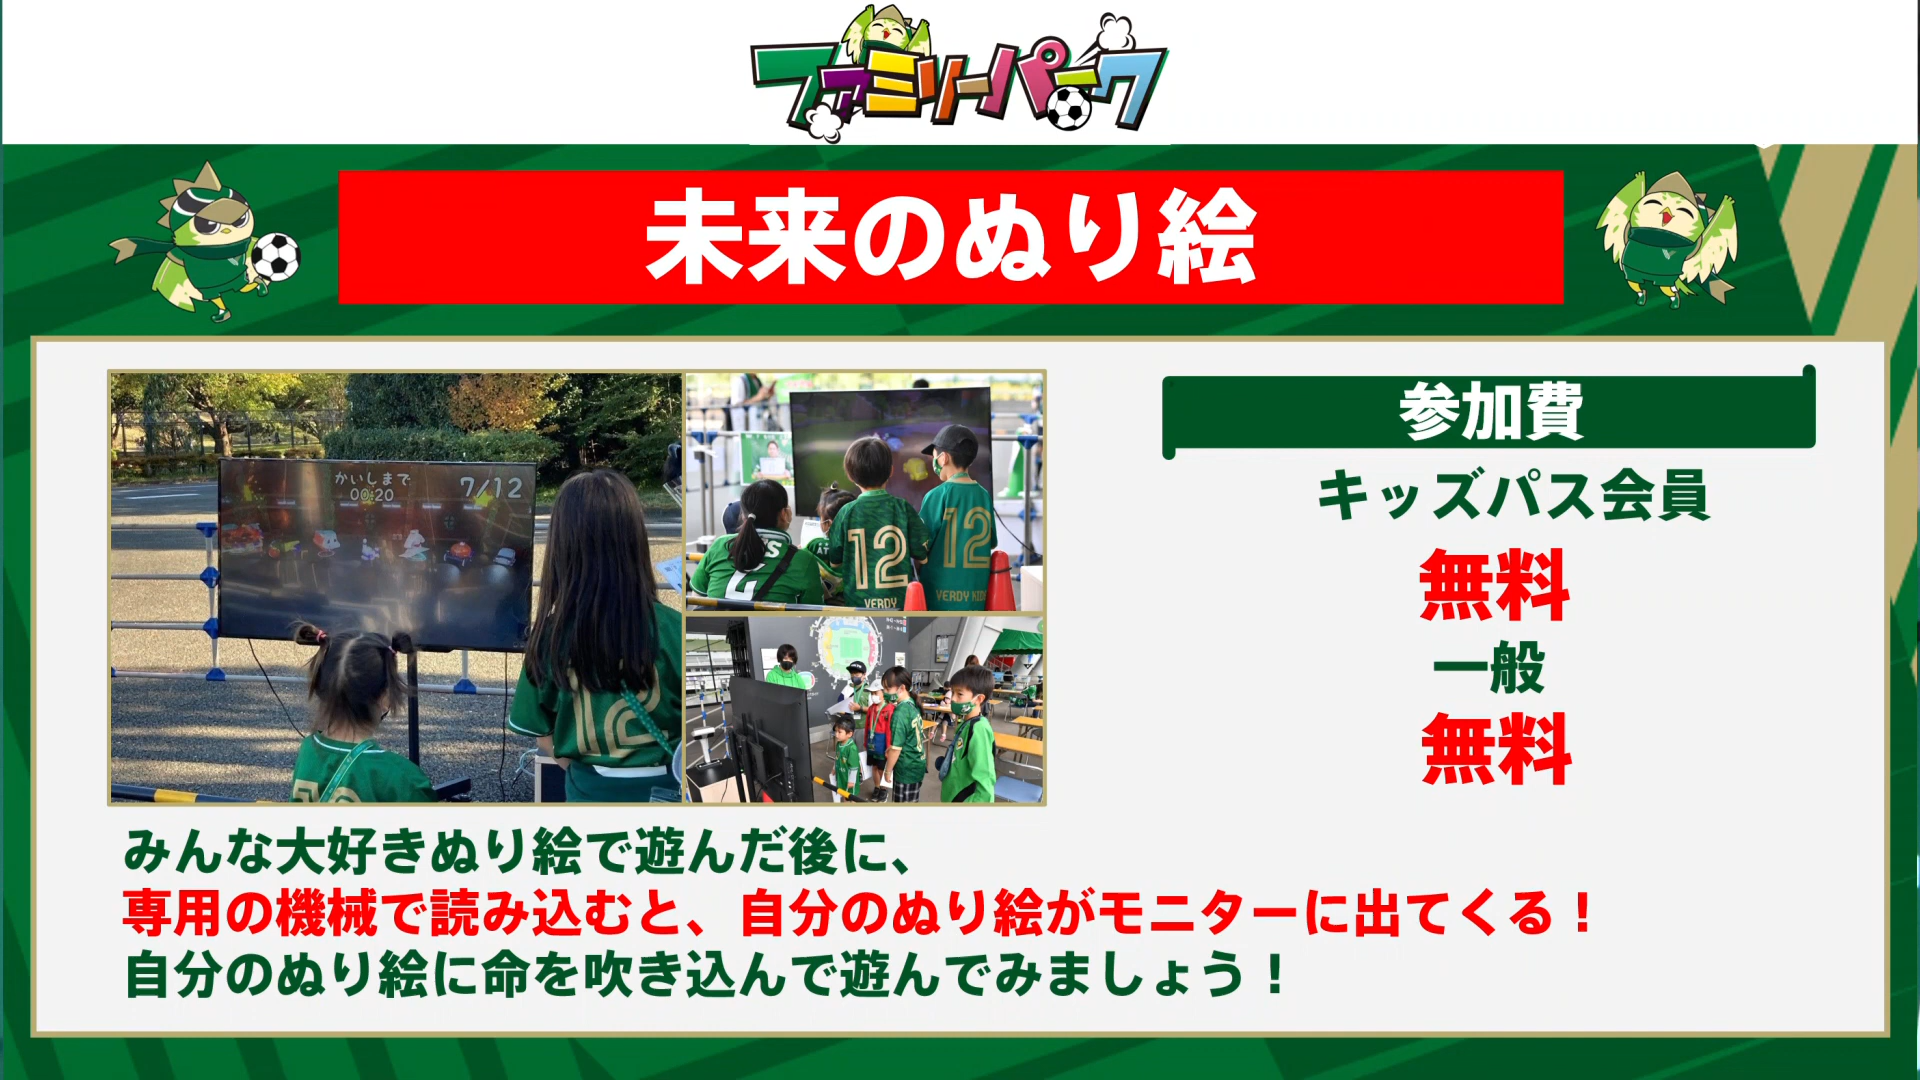 ファミリーパーク
未来のぬり絵
かいしまで
00:20
7/12
12
12
VERDY
12
VERDY KIDS
12
参加費
キッズパス会員
無料
一般
無料
みんな大好きぬり絵で遊んだ後に、
専用の機械で読み込むと、自分のぬり絵がモニターに出てくる！
自分のぬり絵に命を吹き込んで遊んでみましょう！